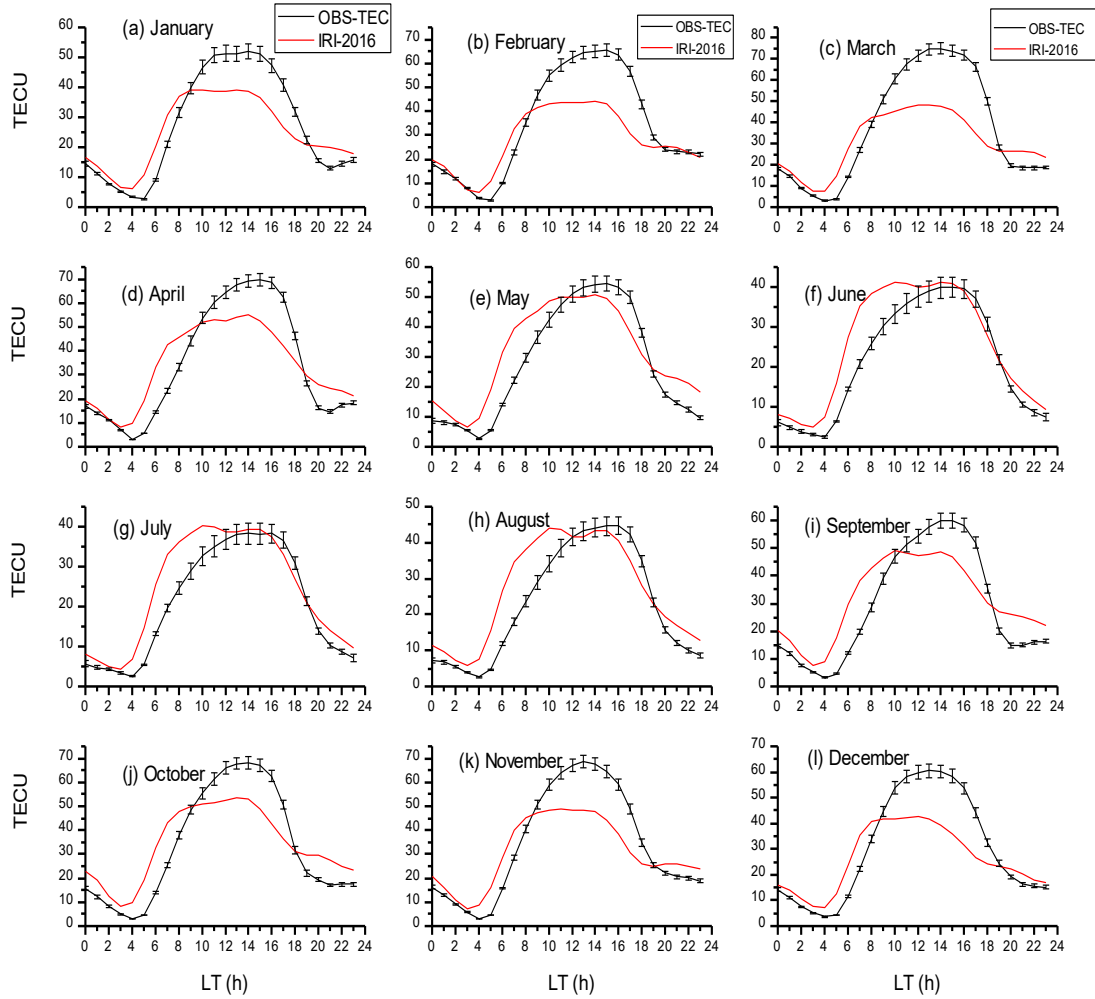 (a) January
OBS-TEC
IRI-2016
(b) February
OBS-TEC
IRI-2016
(c) March
OBS-TEC
IRI-2016
TECU
60
50
40
30
20
10
0
0 2 4 6 8 10 12 14 16 18 20 22 24
70
60
50
40
30
20
10
0
0 2 4 6 8 10 12 14 16 18 20 22 24
80
70
60
50
40
30
20
10
0
0 2 4 6 8 10 12 14 16 18 20 22 24
(d) April
(e) May
(f) June
TECU
70
60
50
40
30
20
10
0
0 2 4 6 8 10 12 14 16 18 20 22 24
60
50
40
30
20
10
0
0 2 4 6 8 10 12 14 16 18 20 22 24
40
30
20
10
0
0 2 4 6 8 10 12 14 16 18 20 22 24
(g) July
(h) August
(i) September
TECU
40
30
20
10
0
0 2 4 6 8 10 12 14 16 18 20 22 24
50
40
30
20
10
0
0 2 4 6 8 10 12 14 16 18 20 22 24
60
50
40
30
20
10
0
0 2 4 6 8 10 12 14 16 18 20 22 24
(j) October
(k) November
(l) December
TECU
70
60
50
40
30
20
10
0
0 2 4 6 8 10 12 14 16 18 20 22 24
70
60
50
40
30
20
10
0
0 2 4 6 8 10 12 14 16 18 20 22 24
70
60
50
40
30
20
10
0
0 2 4 6 8 10 12 14 16 18 20 22 24
LT (h)
LT (h)
LT (h)